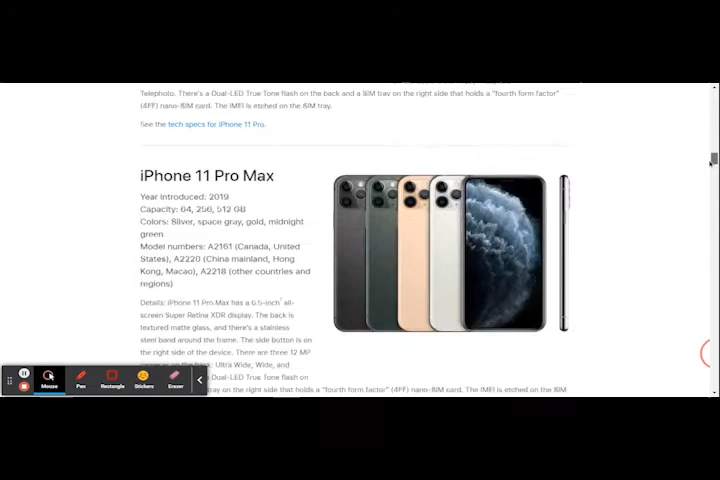 Telephoto. There's a Dual-LED True Tone flash on the back and a SIM tray on the right side that holds a "fourth form factor"
(4FF) nano-SIM card. The IMEI is etched on the SIM tray.
See the tech specs for iPhone 11 Pro.
iPhone 11 Pro Max
Year introduced: 2019
Capacity: 64, 256, 512 GB
Colors: Silver, space gray, gold, midnight
green
Model numbers: A2161 (Canada, United
States), A2220 (China mainland, Hong
Kong, Macao), A2218 (other countries and
regions)
Details: iPhone 11 Pro Max has a 6.5-inch¹ all-
screen Super Retina XDR display. The back is
textured matte glass, and there's a stainless
steel band around the frame. The side button is
on the right side of the device. There are three 12 MP
Ultra Wide, Wide, and
Dual-LED True Tone flash on
tray on the right side that holds a "fourth form factor" (4FF) nano-SIM card. The IMEI is etched on the SIM
Mouse
Pen
Rectangle
Stickers
Eraser